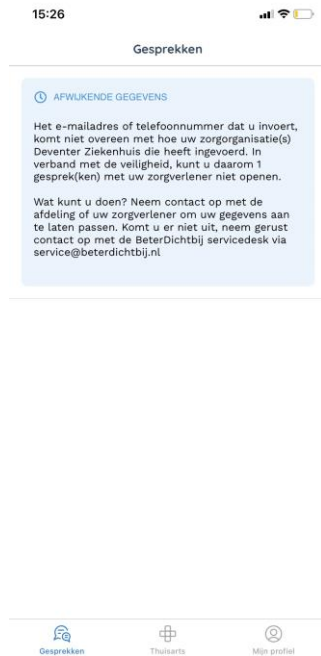 15:26
Gesprekken
AFWIJKENDE GEGEVENS
Het e-mailadres of telefoonnummer dat u invoert,
komt niet overeen met hoe uw zorgorganisatie(s)
Deventer Ziekenhuis die heeft ingevoerd. In
verband met de veiligheid, kunt u daarom 1
gesprek(ken) met uw zorgverlener niet openen.
Wat kunt u doen? Neem contact op met de
afdeling of uw zorgverlener om uw gegevens aan
te laten passen. Komt u er niet uit, neem gerust
contact op met de BeterDichtbij servicedesk via
service@beterdichtbij.nl
Gesprekken Thuisarts Mijn profiel